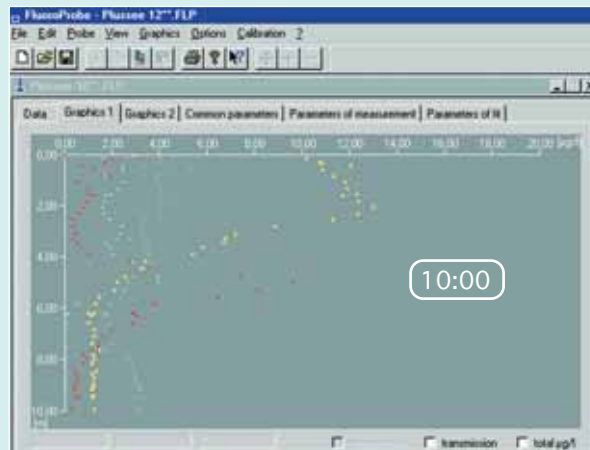 FluoroProbe - Plussee 12°°.FLP
File Edit Probe View Graphics Options Calibration ?
Data Graphics 1 Graphics 2 Common parameters Parameters of measurement Parameters of fit
0,00 2,00 4,00 6,00 8,00 10,00 12,00 14,00 16,00 18,00 20,00 [µg/l]
0,00
2,00
4,00
6,00
8,00
10,00
[m]
10:00
transmission total µg/l